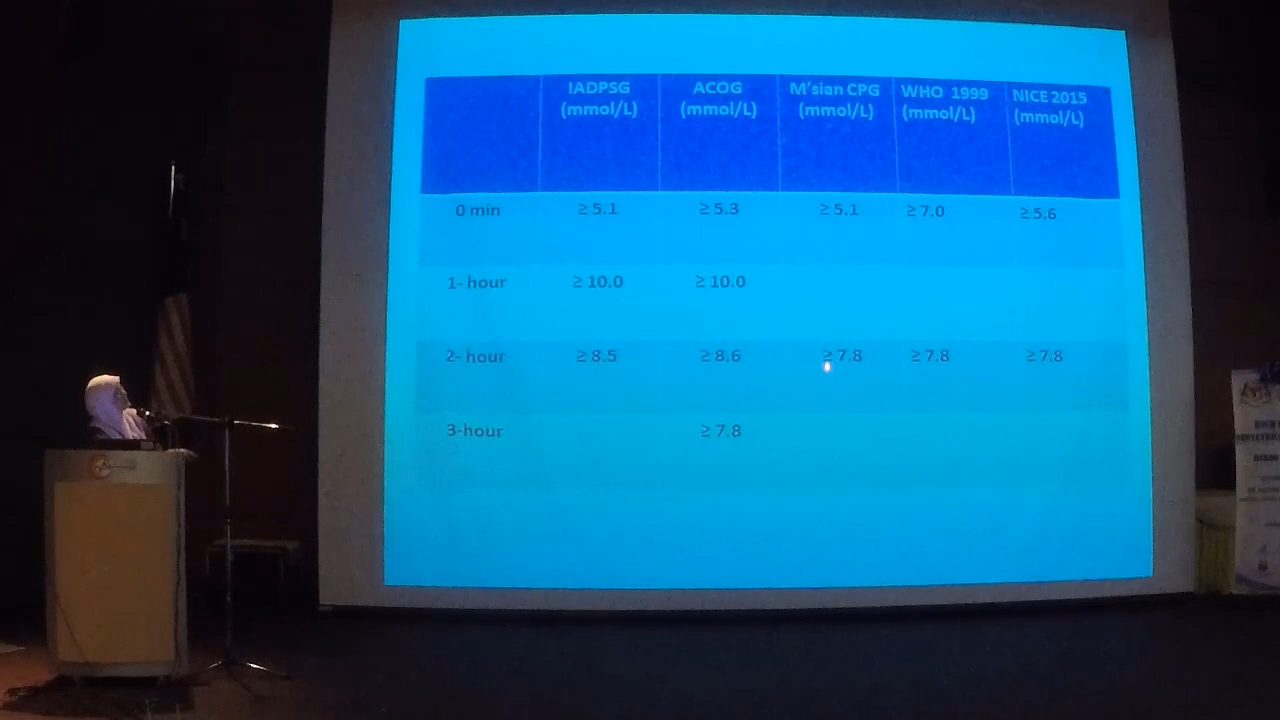 IADPSG ACOG M'sian CPG WHO 1999 NICE 2015
(mmol/L) (mmol/L) (mmol/L) (mmol/L) (mmol/L)
0 min ≥ 5.1 ≥ 5.3 ≥ 5.1 ≥ 7.0 ≥ 5.6
1- hour ≥ 10.0 ≥ 10.0
2- hour ≥ 8.5 ≥ 8.6 ≥ 7.8 ≥ 7.8 ≥ 7.8
3-hour ≥ 7.8